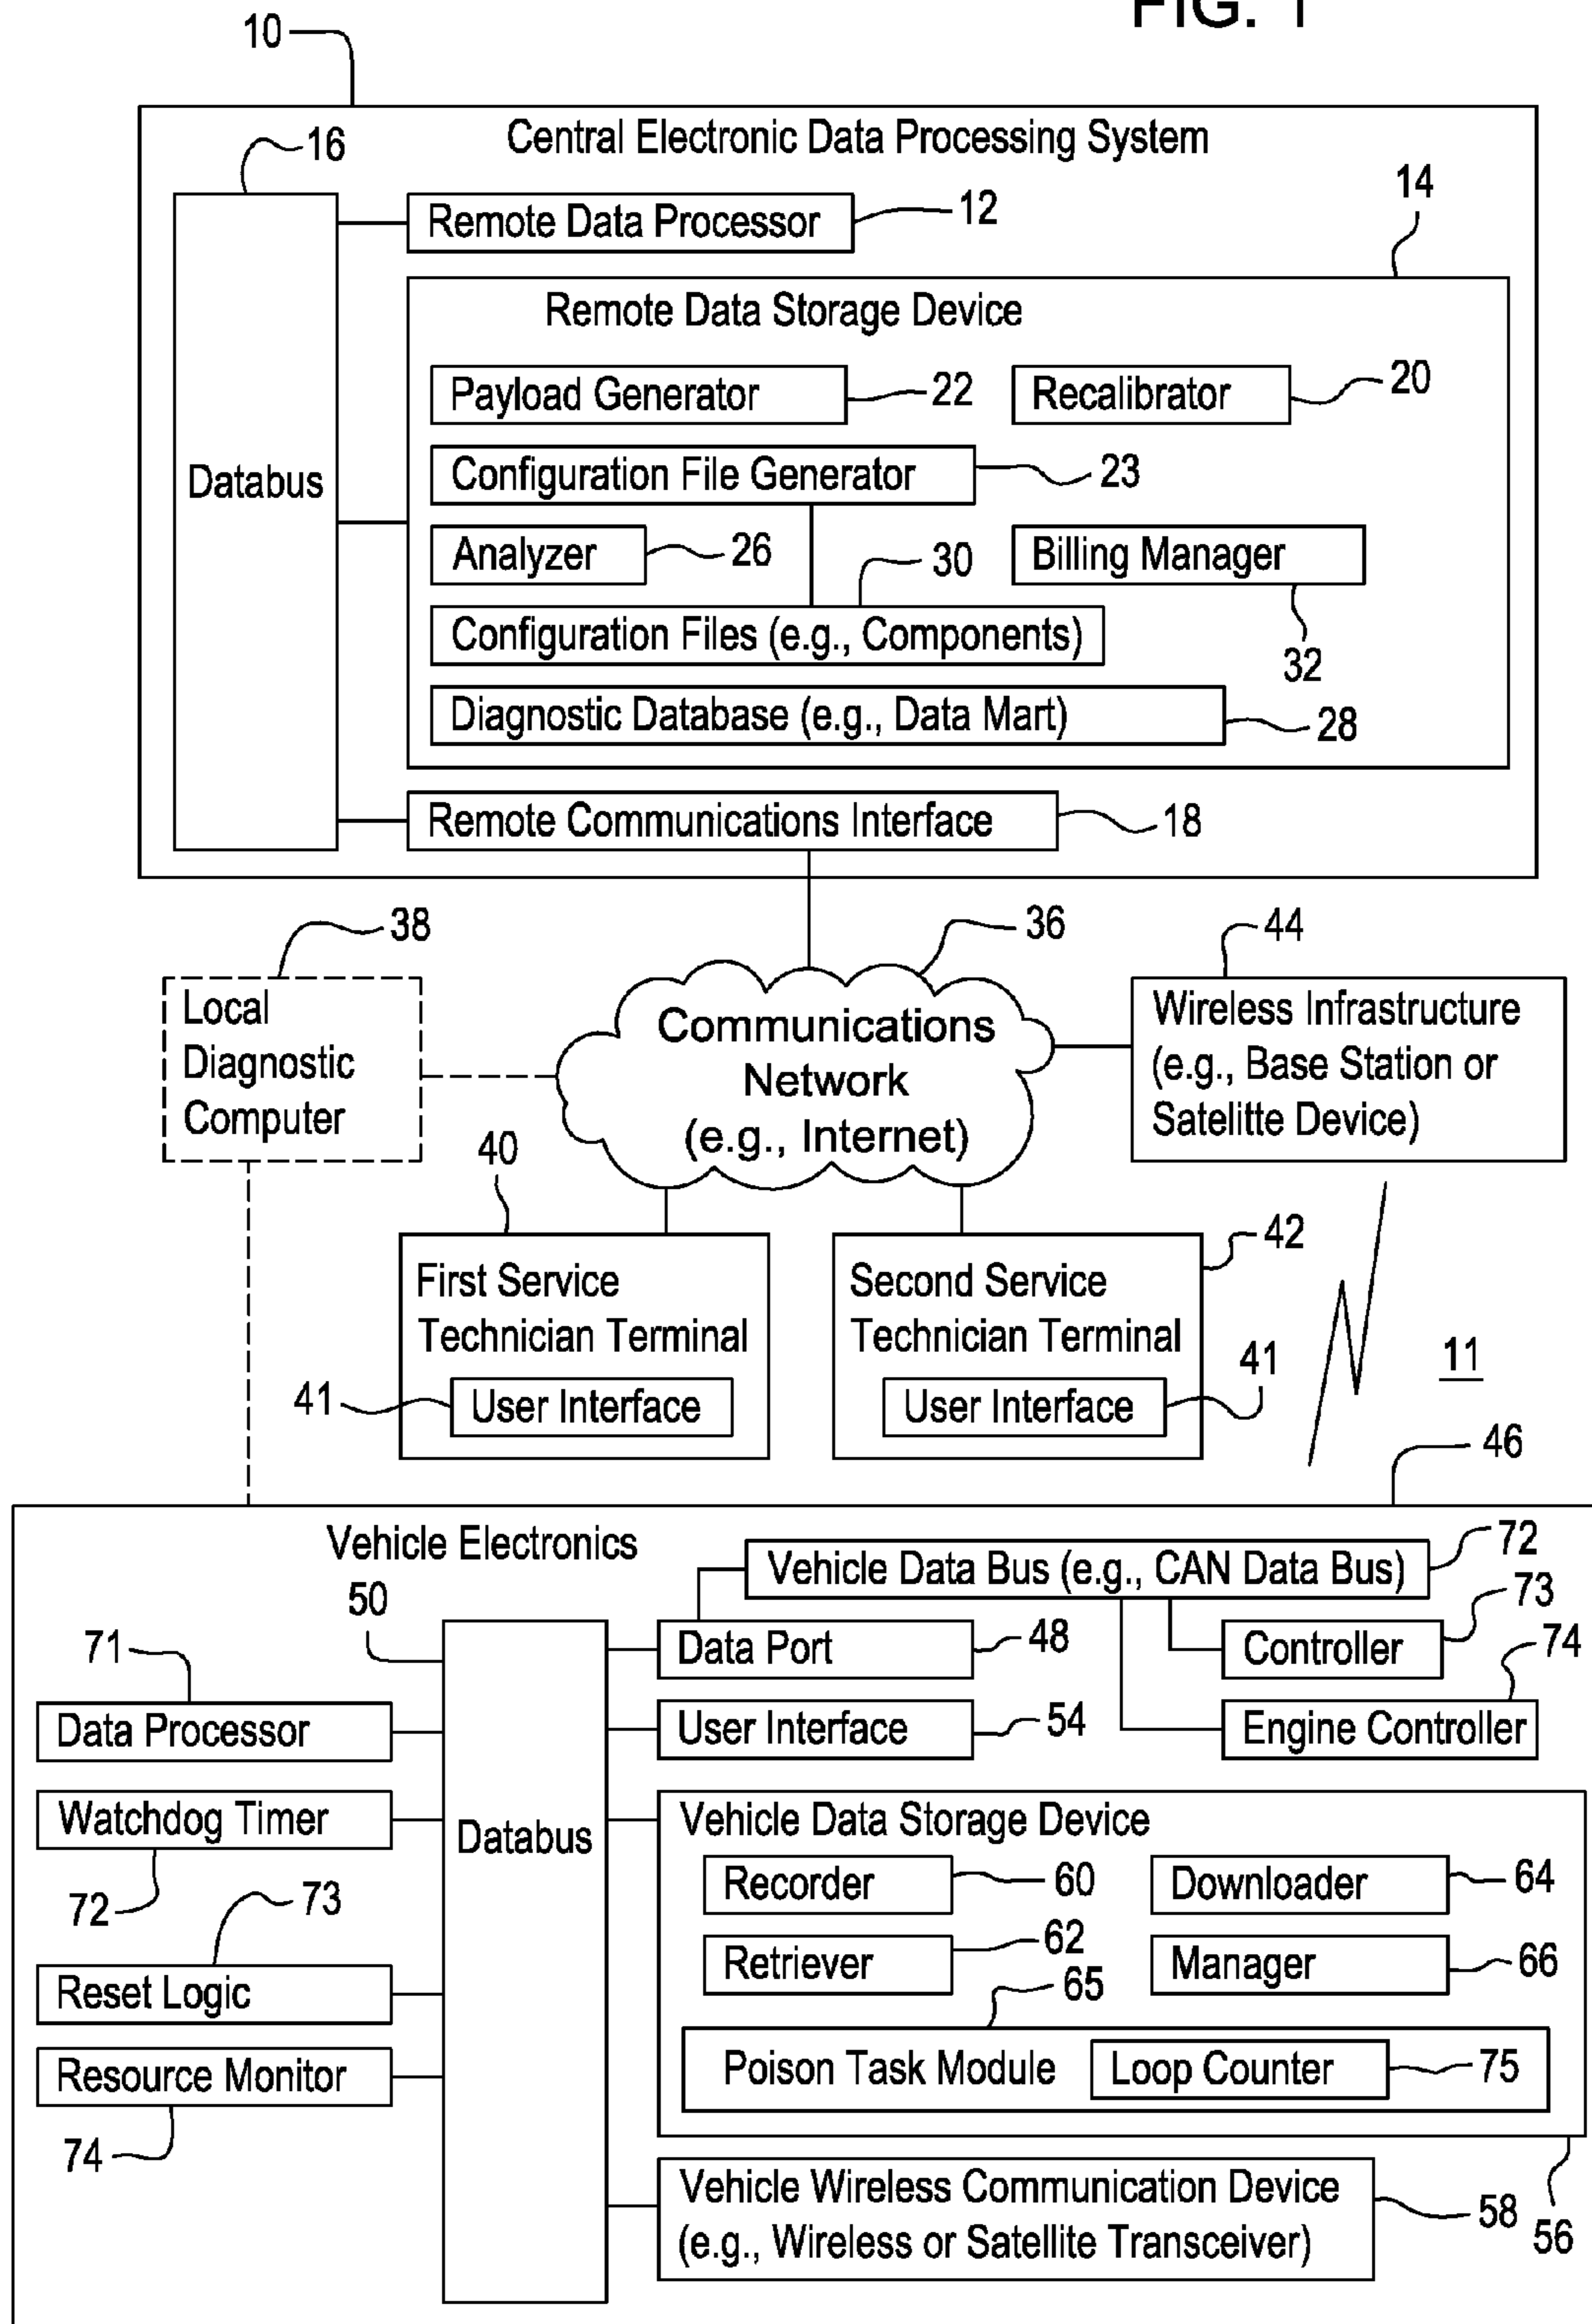 FIG. 1
10
Central Electronic Data Processing System
16
Remote Data Processor
12
14
Remote Data Storage Device
Payload Generator
22
Recalibrator
20
Databus
Configuration File Generator
23
Analyzer
26
30
Billing Manager
Configuration Files (e.g., Components)
32
Diagnostic Database (e.g., Data Mart)
28
Remote Communications Interface
18
38
36
44
Local
Diagnostic
Computer
Communications
Network
(e.g., Internet)
Wireless Infrastructure
(e.g., Base Station or
Satelitte Device)
40
42
First Service
Technician Terminal
41
User Interface
Second Service
Technician Terminal
User Interface
41
11
46
Vehicle Electronics
Vehicle Data Bus (e.g., CAN Data Bus)
72
50
73
71
Data Port
48
Controller
74
Data Processor
User Interface
54
Engine Controller
Watchdog Timer
72
Databus
Vehicle Data Storage Device
Recorder
60
Downloader
64
73
Retriever
62
Manager
66
Reset Logic
65
Resource Monitor
74
Poison Task Module
Loop Counter
75
Vehicle Wireless Communication Device
(e.g., Wireless or Satellite Transceiver)
58
56